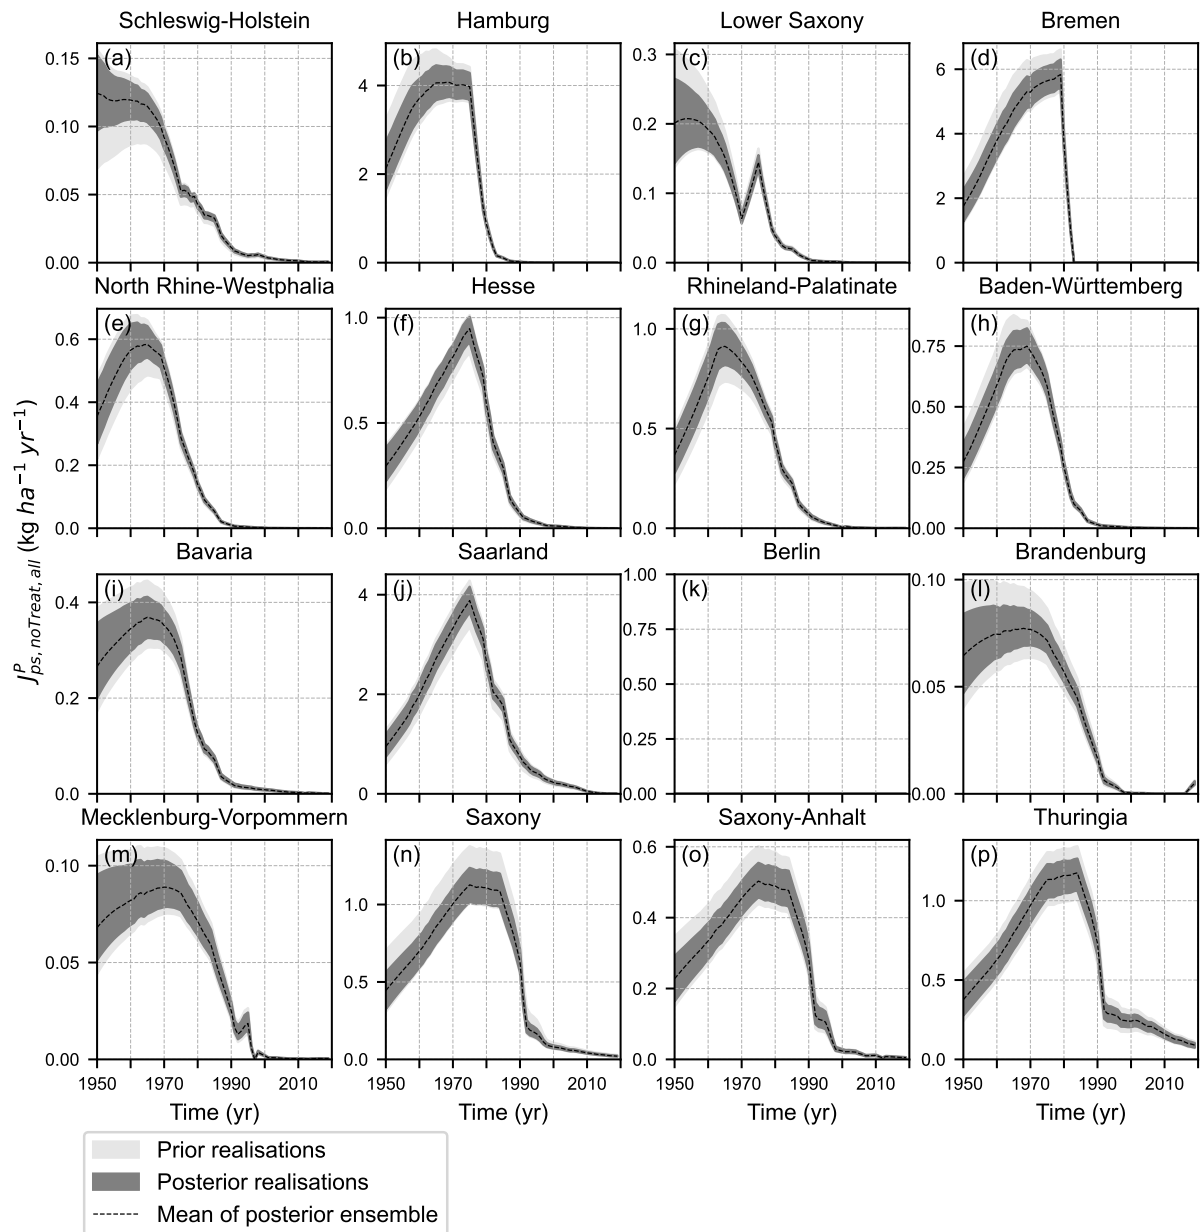 Schleswig-Holstein Hamburg Lower Saxony Bremen
(a) (b) (c) (d)
0.15 0.10 0.05 0.00
4 2 0
0.3 0.2 0.1 0.0
6 4 2 0
North Rhine-Westphalia Hesse Rhineland-Palatinate Baden-Württemberg
(e) (f) (g) (h)
0.6 0.4 0.2 0.0
1.0 0.5 0.0
1.0 0.5 0.0
0.75 0.50 0.25 0.00
J^P_{ps, noTreat, all} (kg ha^{−1} yr^{−1})
Bavaria Saarland Berlin Brandenburg
(i) (j) (k) (l)
0.4 0.2 0.0
4 2 0
1.00 0.75 0.50 0.25 0.00
0.10 0.05 0.00
Mecklenburg-Vorpommern Saxony Saxony-Anhalt Thuringia
(m) (n) (o) (p)
0.10 0.05 0.00
1.0 0.5 0.0
0.6 0.4 0.2 0.0
1.0 0.5 0.0
1950 1970 1990 2010 1950 1970 1990 2010 1950 1970 1990 2010 1950 1970 1990 2010
Time (yr) Time (yr) Time (yr) Time (yr)
Prior realisations
Posterior realisations
Mean of posterior ensemble